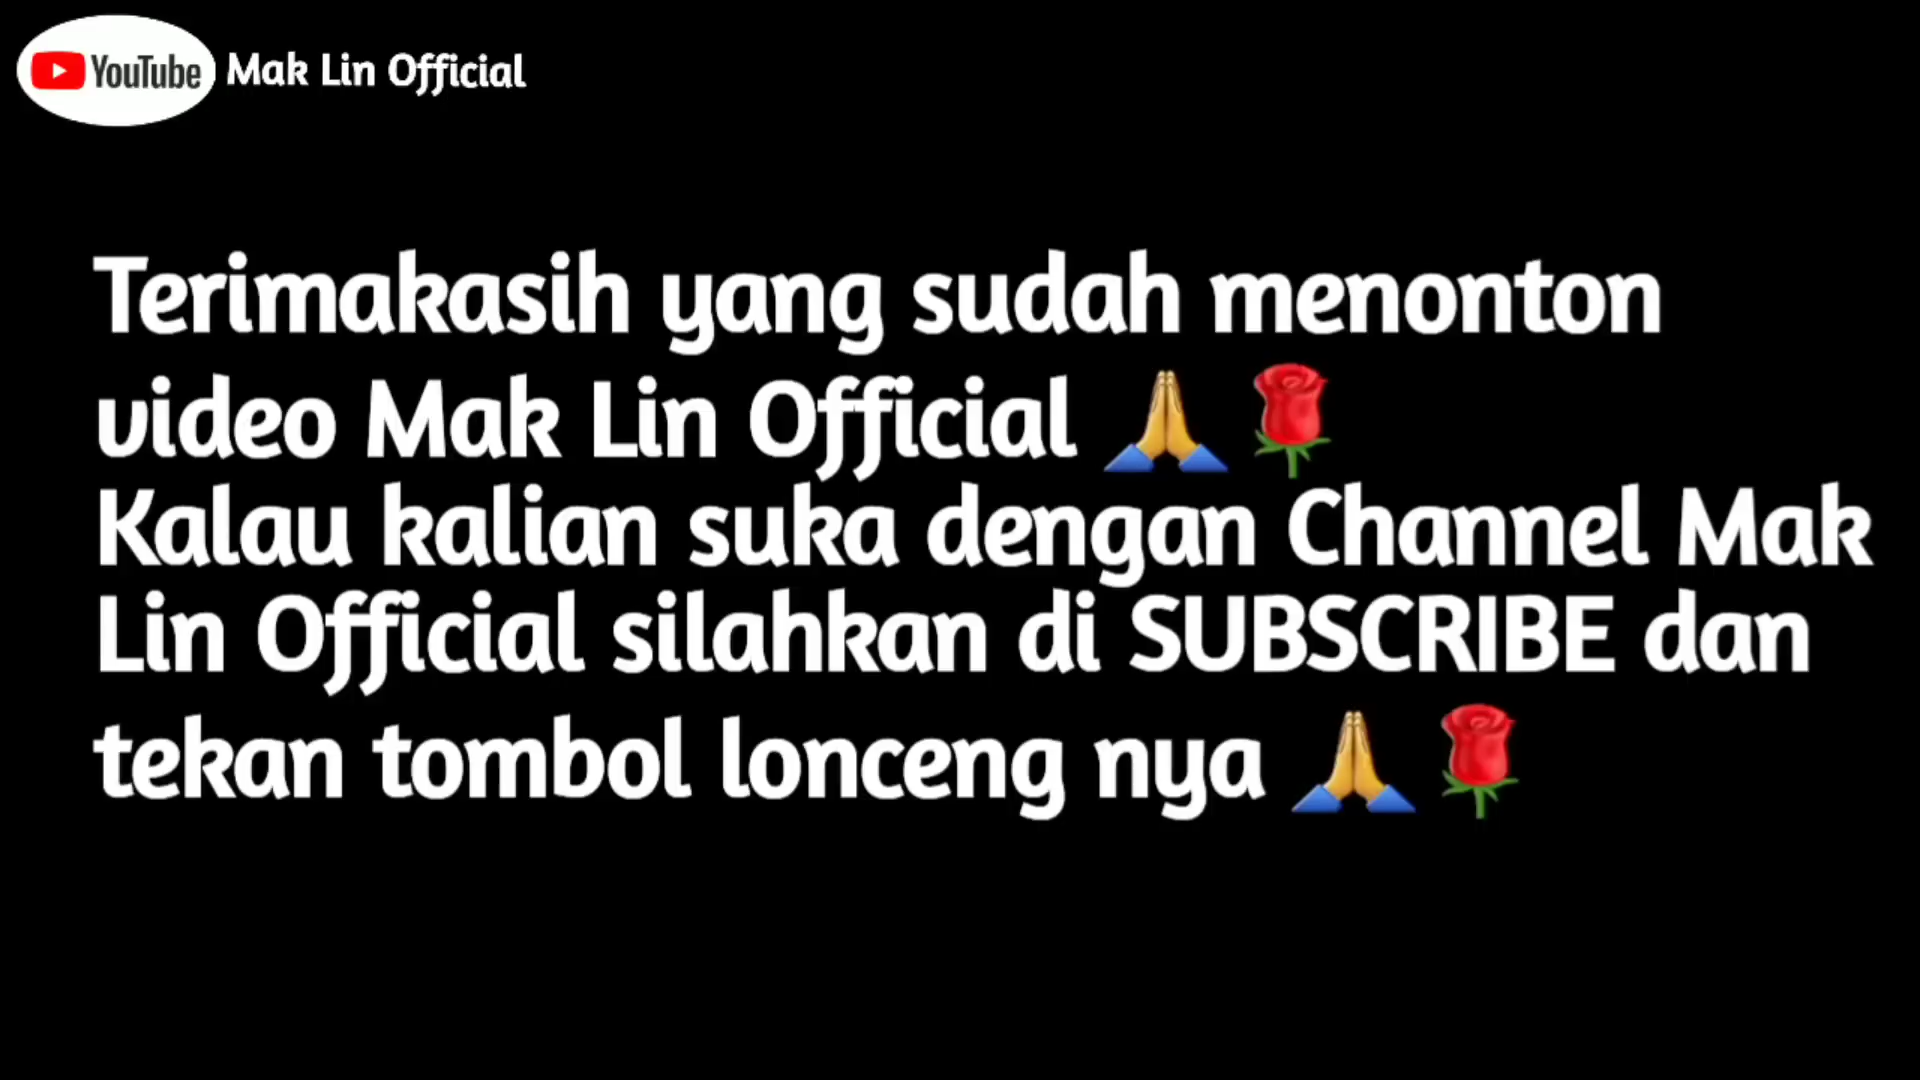 YouTube Mak Lin Official
Terimakasih yang sudah menonton
video Mak Lin Official 🙏🌹
Kalau kalian suka dengan Channel Mak
Lin Official silahkan di SUBSCRIBE dan
tekan tombol lonceng nya 🙏🌹